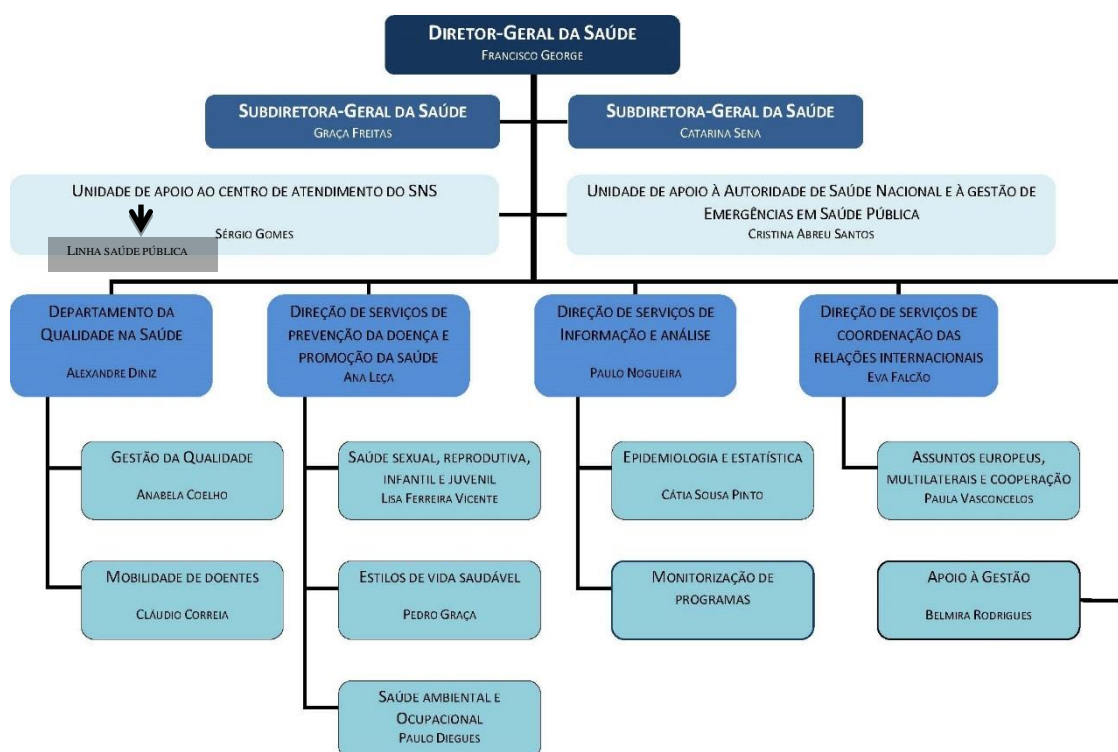 DIRETOR-GERAL DA SAÚDE
FRANCISCO GEORGE
SUBDIRETORA-GERAL DA SAÚDE
GRAÇA FREITAS
SUBDIRETORA-GERAL DA SAÚDE
CATARINA SENA
UNIDADE DE APOIO AO CENTRO DE ATENDIMENTO DO SNS
SÉRGIO GOMES
LINHA SAÚDE PÚBLICA
UNIDADE DE APOIO À AUTORIDADE DE SAÚDE NACIONAL E À GESTÃO DE
EMERGÊNCIAS EM SAÚDE PÚBLICA
CRISTINA ABREU SANTOS
DEPARTAMENTO DA
QUALIDADE NA SAÚDE
ALEXANDRE DINIZ
DIREÇÃO DE SERVIÇOS DE
PREVENÇÃO DA DOENÇA E
PROMOÇÃO DA SAÚDE
ANA LEÇA
DIREÇÃO DE SERVIÇOS DE
INFORMAÇÃO E ANÁLISE
PAULO NOGUEIRA
DIREÇÃO DE SERVIÇOS DE
COORDENAÇÃO DAS
RELAÇÕES INTERNACIONAIS
EVA FALCÃO
GESTÃO DA QUALIDADE
ANABELA COELHO
SAÚDE SEXUAL, REPRODUTIVA,
INFANTIL E JUVENIL
LISA FERREIRA VICENTE
EPIDEMIOLOGIA E ESTATÍSTICA
CÁTIA SOUSA PINTO
ASSUNTOS EUROPEUS,
MULTILATERAIS E COOPERAÇÃO
PAULA VASCONCELOS
MOBILIDADE DE DOENTES
CLÁUDIO CORREIA
ESTILOS DE VIDA SAUDÁVEL
PEDRO GRAÇA
MONITORIZAÇÃO DE
PROGRAMAS
APOIO À GESTÃO
BELMIRA RODRIGUES
SAÚDE AMBIENTAL E
OCUPACIONAL
PAULO DIEGUES